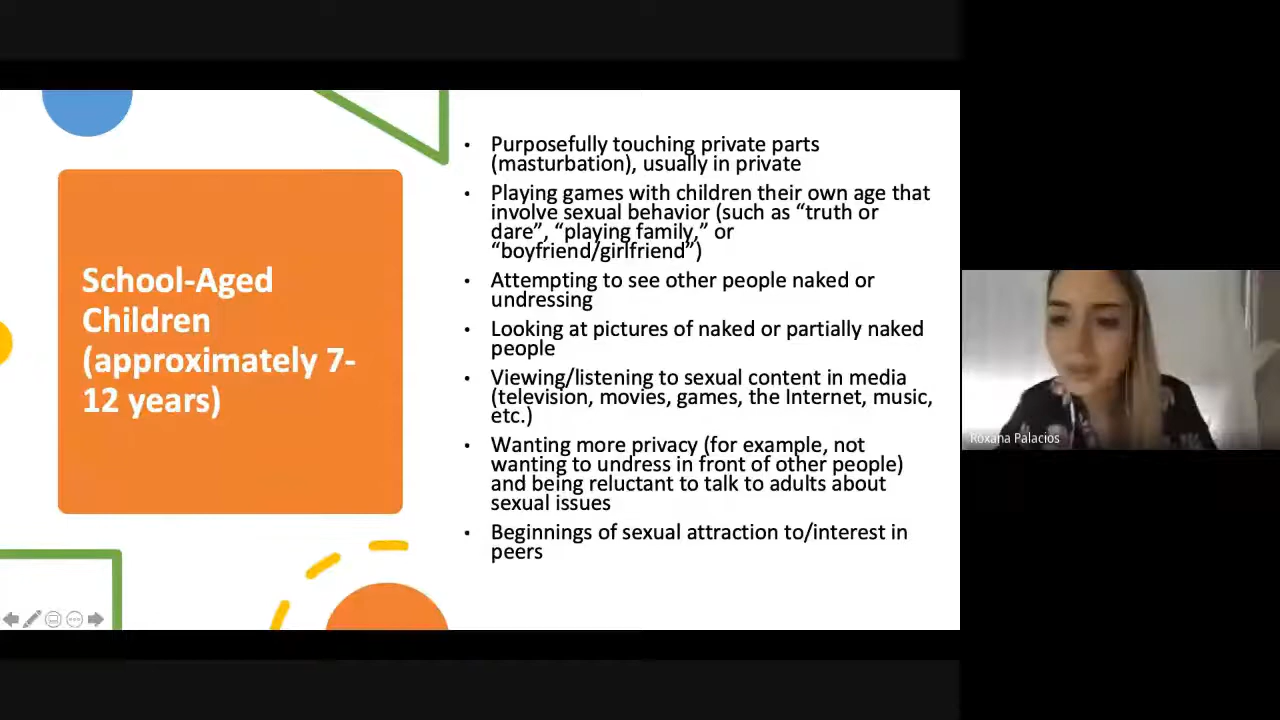 School-Aged
Children
(approximately 7-
12 years)
• Purposefully touching private parts
(masturbation), usually in private
• Playing games with children their own age that
involve sexual behavior (such as “truth or
dare”, “playing family,” or
“boyfriend/girlfriend”)
• Attempting to see other people naked or
undressing
• Looking at pictures of naked or partially naked
people
• Viewing/listening to sexual content in media
(television, movies, games, the Internet, music,
etc.)
• Wanting more privacy (for example, not
wanting to undress in front of other people)
and being reluctant to talk to adults about
sexual issues
• Beginnings of sexual attraction to/interest in
peers
Roxana Palacios